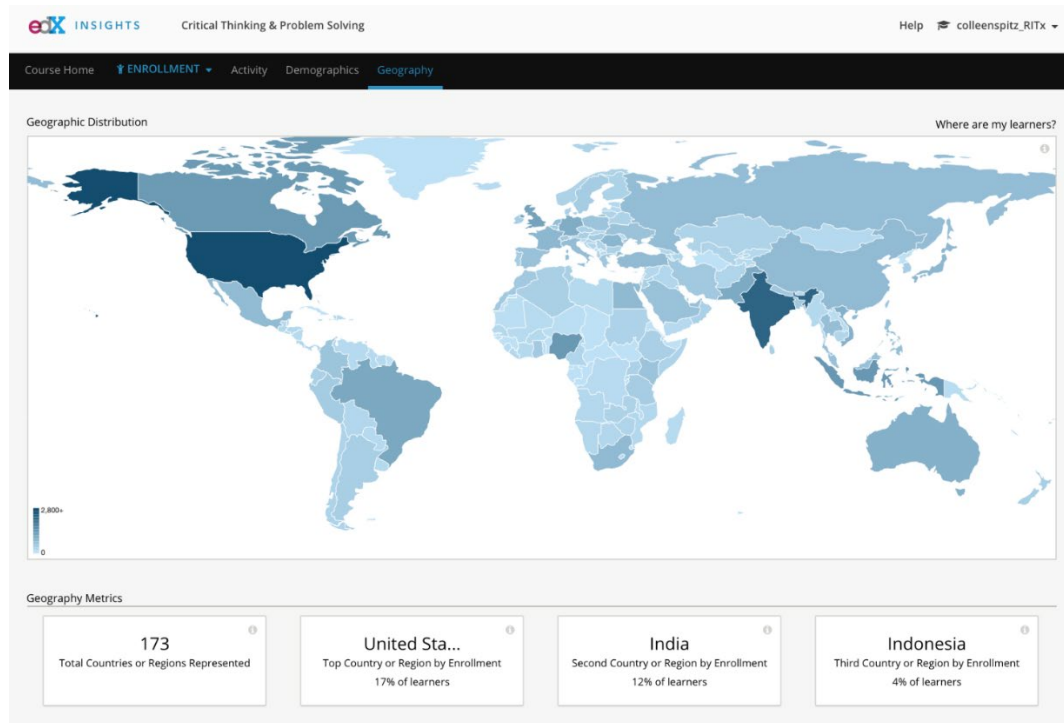 edX INSIGHTS Critical Thinking & Problem Solving Help colleenspitz_RITx
Course Home ENROLLMENT Activity Demographics Geography
Geographic Distribution Where are my learners?
2,800+
0
Geography Metrics
173
Total Countries or Regions Represented
United Sta...
Top Country or Region by Enrollment
17% of learners
India
Second Country or Region by Enrollment
12% of learners
Indonesia
Third Country or Region by Enrollment
4% of learners